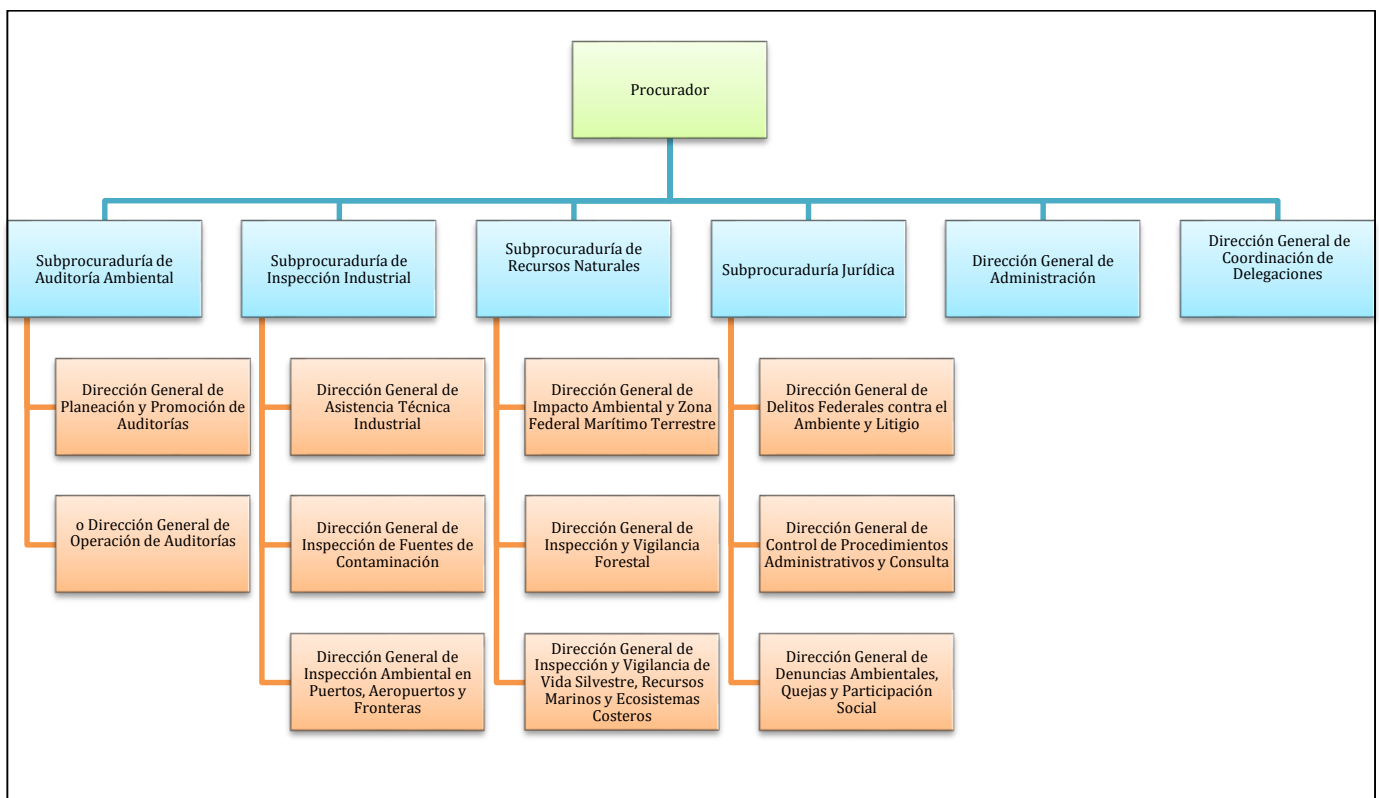 Procurador
Subprocuraduría de
Auditoría Ambiental
Subprocuraduría de
Inspección Industrial
Subprocuraduría de
Recursos Naturales
Subprocuraduría Jurídica
Dirección General de
Administración
Dirección General de
Coordinación de
Delegaciones
Dirección General de
Planeación y Promoción de
Auditorías
o Dirección General de
Operación de Auditorías
Dirección General de
Asistencia Técnica
Industrial
Dirección General de
Inspección de Fuentes de
Contaminación
Dirección General de
Inspección Ambiental en
Puertos, Aeropuertos y
Fronteras
Dirección General de
Impacto Ambiental y Zona
Federal Marítimo Terrestre
Dirección General de
Inspección y Vigilancia
Forestal
Dirección General de
Inspección y Vigilancia de
Vida Silvestre, Recursos
Marinos y Ecosistemas
Costeros
Dirección General de
Delitos Federales contra el
Ambiente y Litigio
Dirección General de
Control de Procedimientos
Administrativos y Consulta
Dirección General de
Denuncias Ambientales,
Quejas y Participación
Social